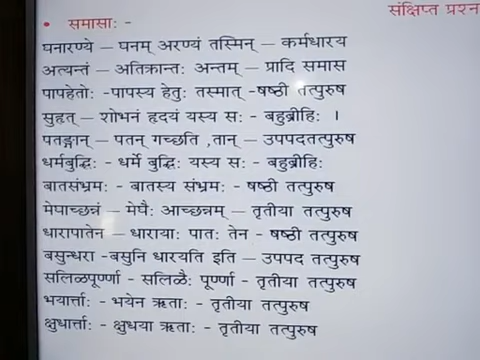 संक्षिप्त प्रश्न
• समासाः -
घनारण्ये – घनम् अरण्यं तस्मिन् – कर्मधारय
अत्यन्तं – अतिक्रान्तः अन्तम् – प्रादि समास
पापहेतोः -पापस्य हेतुः तस्मात् -षष्ठी तत्पुरुष
सुहृत् – शोभनं हृदयं यस्य सः - बहुब्रीहिः ।
पतङ्गान् – पतन् गच्छति ,तान् – उपपदतत्पुरुष
धर्मबुद्धिः - धर्मे बुद्धिः यस्य सः - बहुब्रीहिः
बातसंभ्रमः - बातस्य संभ्रमः - षष्ठी तत्पुरुष
मेघाच्छन्नं – मेघैः आच्छन्नम् – तृतीया तत्पुरुष
धारापातेन – धारायाः पातः तेन - षष्ठी तत्पुरुष
बसुन्धरा -बसुनि धारयति इति – उपपद तत्पुरुष
सलिळपूर्ण्णा - सलिळैः पूर्ण्णा - तृतीया तत्पुरुष
भयार्त्ताः - भयेन ऋताः - तृतीया तत्पुरुष
क्षुधार्त्ताः - क्षुधया ऋताः - तृतीया तत्पुरुष